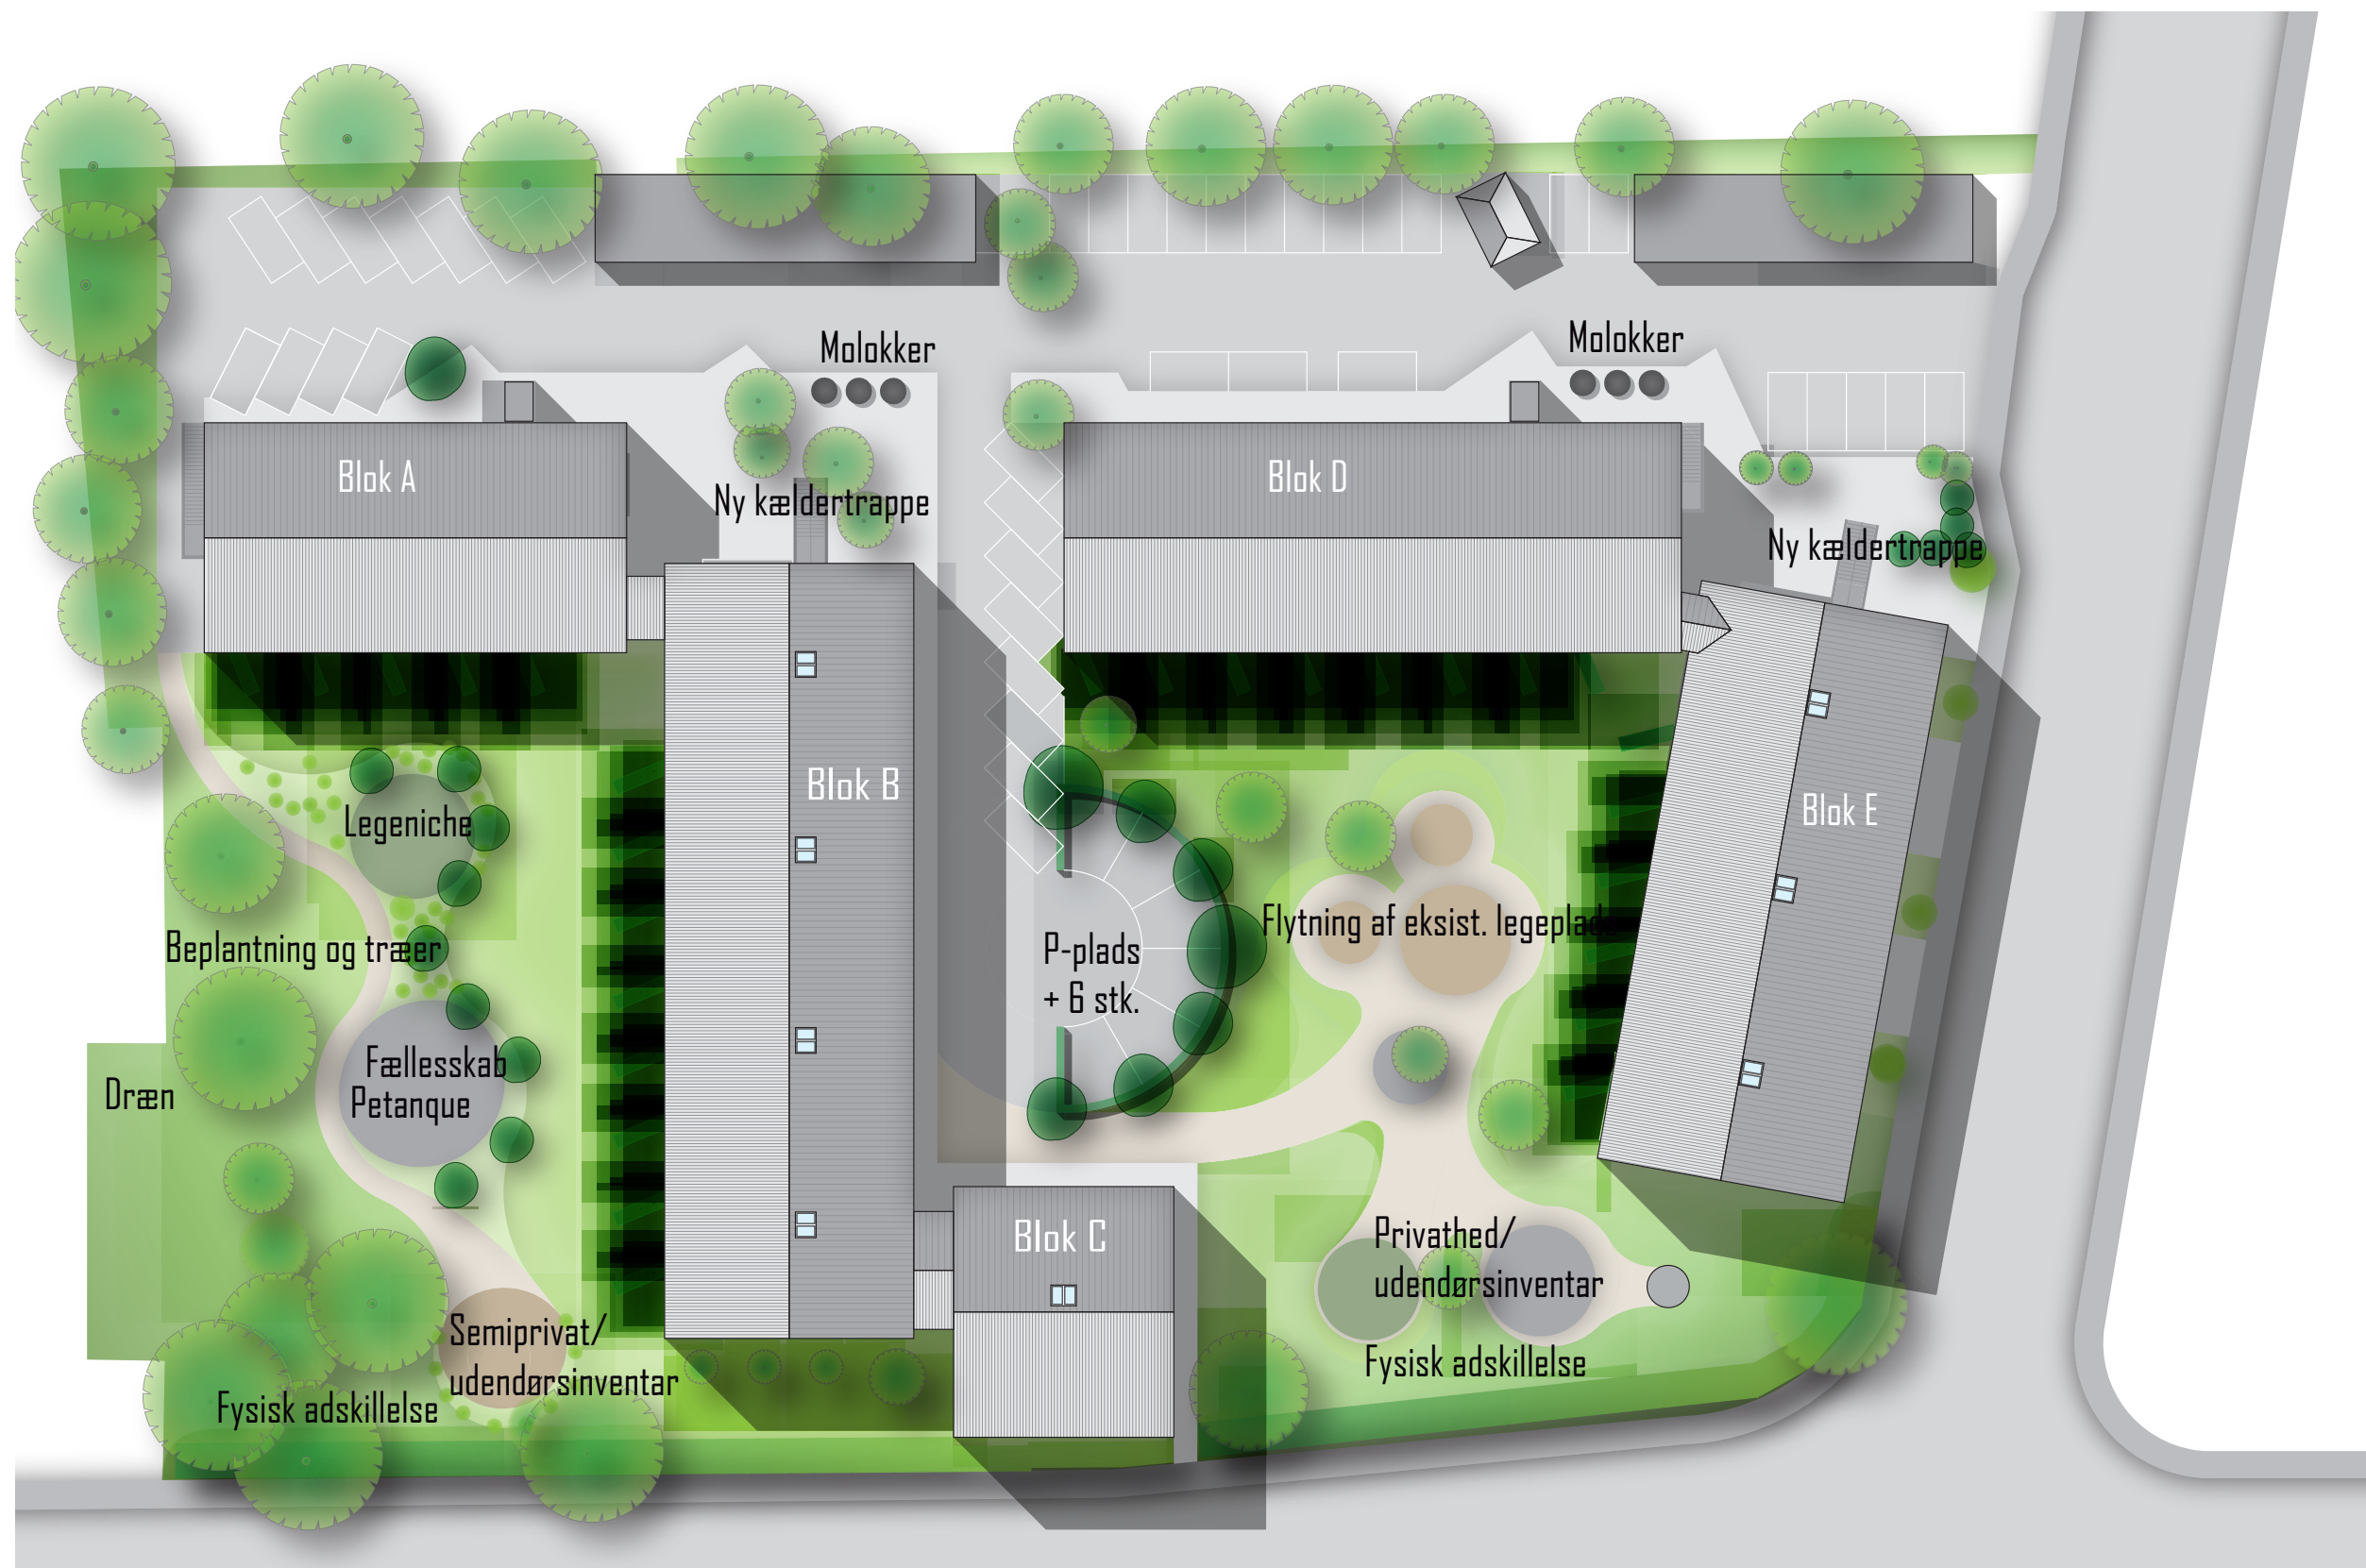 Molokker
Molokker
Blok A
Blok D
Ny kældertrappe
Ny kældertrappe
Blok B
Blok E
Legeniche
Flytning af eksist. legeplads
Beplantning og træer
P-plads
+ 6 stk.
Fællesskab
Petanque
Dræn
Blok C
Privathed/
udendørsinventar
Semiprivat/
udendørsinventar
Fysisk adskillelse
Fysisk adskillelse